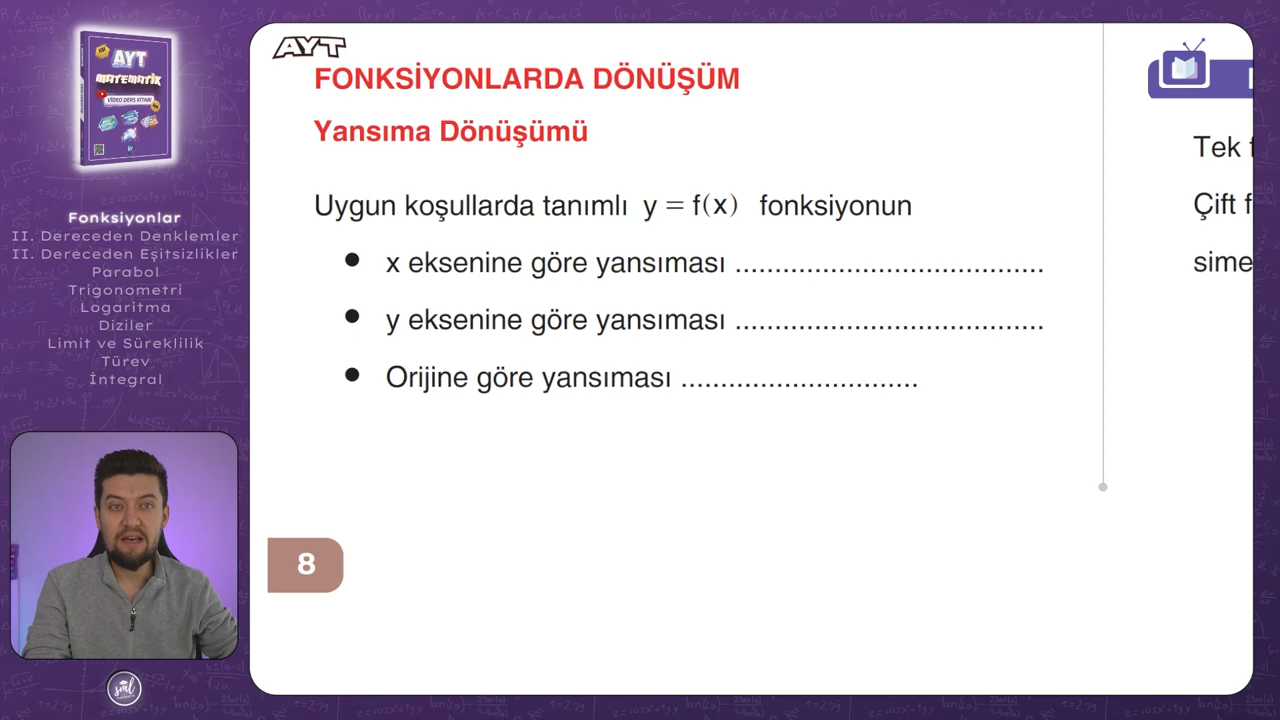 AYT
MATEMATİK
VİDEO DERS KİTABI
Fonksiyonlar
II. Dereceden Denklemler
II. Dereceden Eşitsizlikler
Parabol
Trigonometri
Logaritma
Diziler
Limit ve Süreklilik
Türev
İntegral
sml
AYT
FONKSİYONLARDA DÖNÜŞÜM
Yansıma Dönüşümü
Uygun koşullarda tanımlı y = f(x) fonksiyonun
● x eksenine göre yansıması .......................................
● y eksenine göre yansıması .......................................
● Orijine göre yansıması ..............................
8
Tek
Çift f
sime